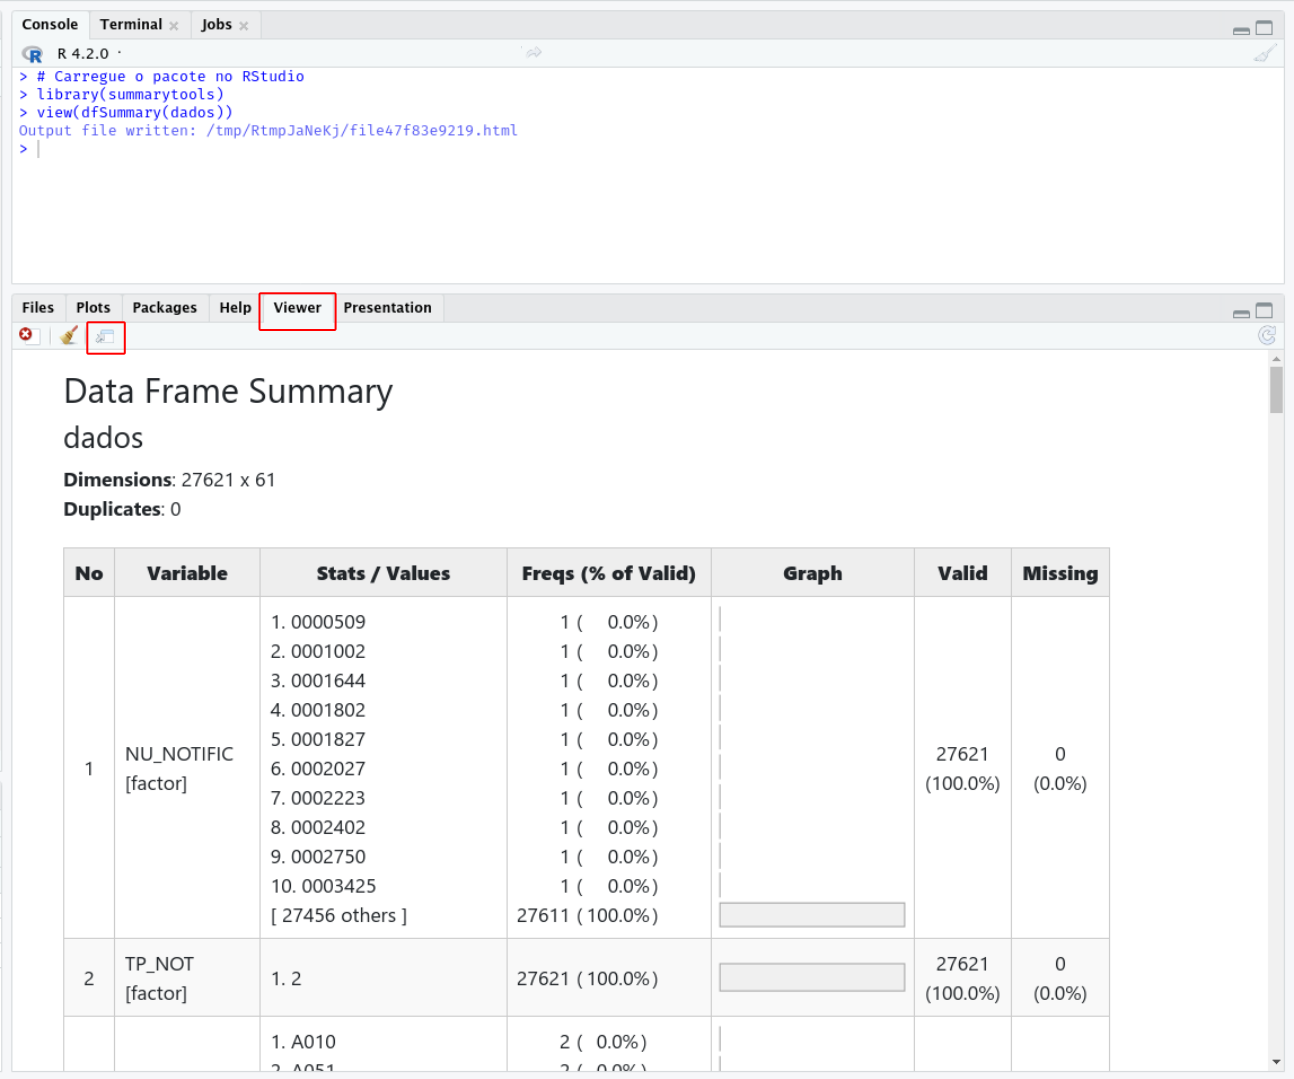 Console Terminal Jobs
R 4.2.0 ·
> # Carregue o pacote no RStudio
> library(summarytools)
> view(dfSummary(dados))
Output file written: /tmp/RtmpJaNeKj/file47f83e9219.html
>
Files Plots Packages Help Viewer Presentation
Data Frame Summary
dados
Dimensions: 27621 x 61
Duplicates: 0
No Variable Stats / Values Freqs (% of Valid) Graph Valid Missing
1
NU_NOTIFIC
[factor]
1. 0000509 1 ( 0.0%)
2. 0001002 1 ( 0.0%)
3. 0001644 1 ( 0.0%)
4. 0001802 1 ( 0.0%)
5. 0001827 1 ( 0.0%)
6. 0002027 1 ( 0.0%)
7. 0002223 1 ( 0.0%)
8. 0002402 1 ( 0.0%)
9. 0002750 1 ( 0.0%)
10. 0003425 1 ( 0.0%)
[ 27456 others ] 27611 (100.0%)
27621
(100.0%)
0
(0.0%)
2
TP_NOT
[factor]
1. 2 27621 (100.0%)
27621
(100.0%)
0
(0.0%)
1. A010 2 ( 0.0%)
2. A051 2 ( 0.0%)